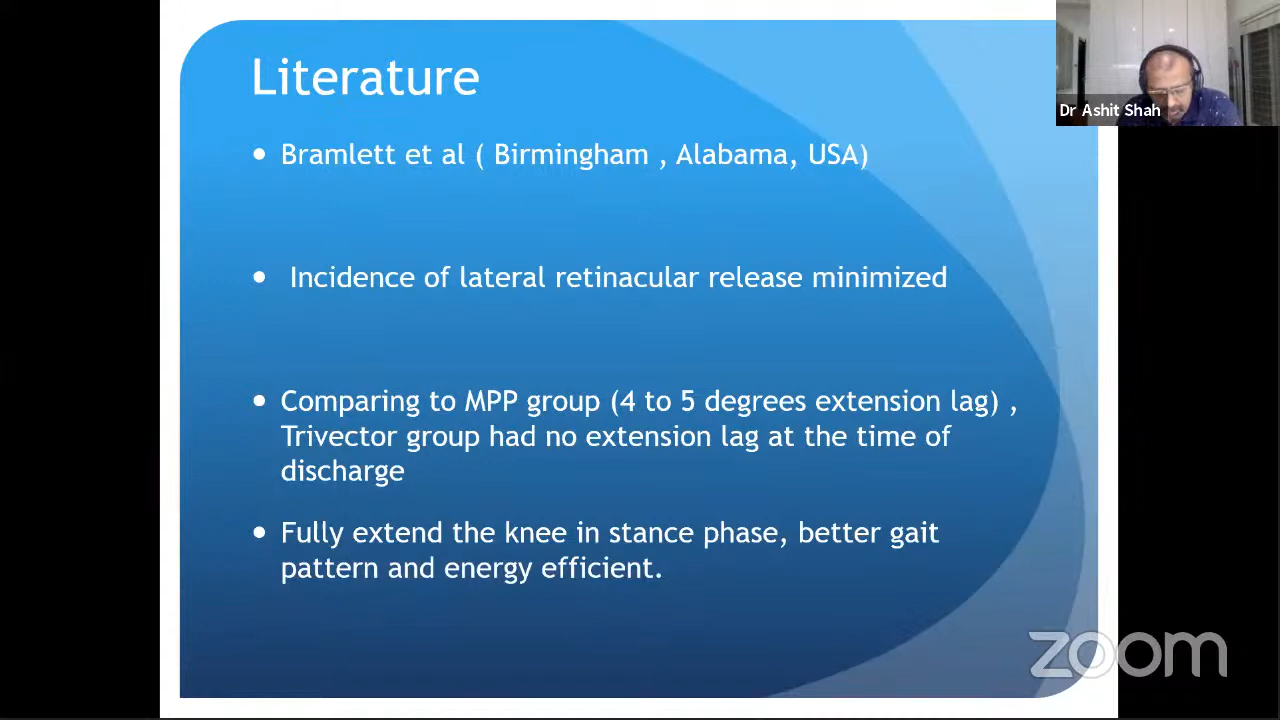 Literature
• Bramlett et al ( Birmingham , Alabama, USA)
• Incidence of lateral retinacular release minimized
• Comparing to MPP group (4 to 5 degrees extension lag) ,
Trivector group had no extension lag at the time of
discharge
• Fully extend the knee in stance phase, better gait
pattern and energy efficient.
Dr Ashit Shah
zoom